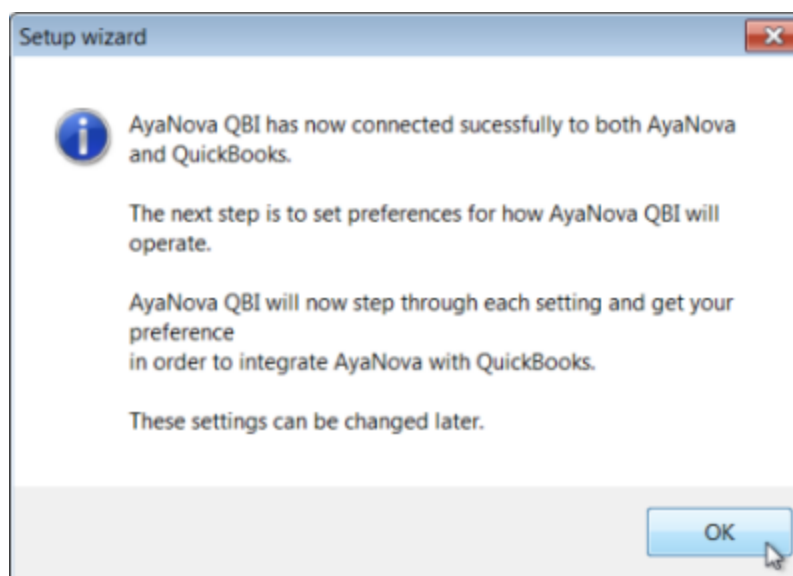 Setup wizard
AyaNova QBI has now connected sucessfully to both AyaNova
and QuickBooks.
The next step is to set preferences for how AyaNova QBI will
operate.
AyaNova QBI will now step through each setting and get your
preference
in order to integrate AyaNova with QuickBooks.
These settings can be changed later.
OK